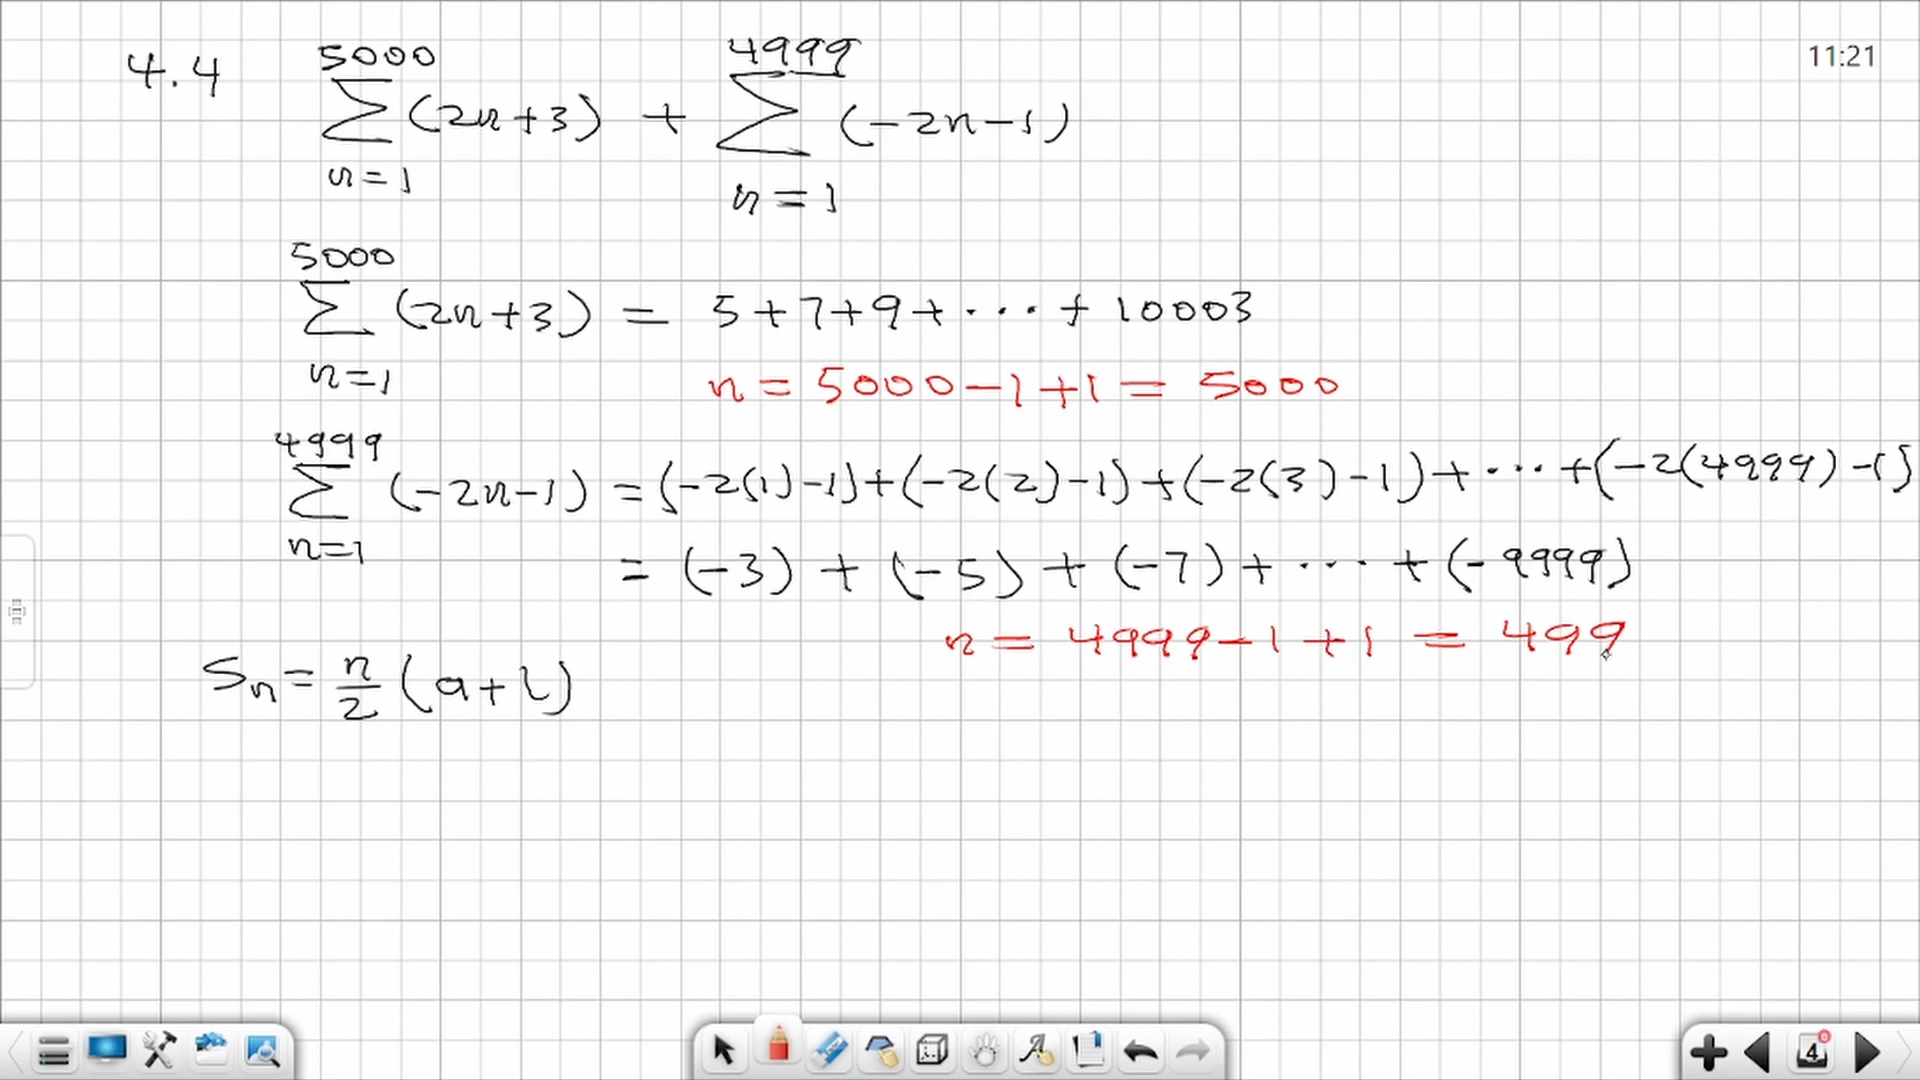 11:21
4.4 5000 Σ n=1 (2n+3) + 4999 Σ n=1 (-2n-1)
5000 Σ n=1 (2n+3) = 5+7+9+···+10003
n = 5000-1+1 = 5000
4999 Σ n=1 (-2n-1) = (-2(1)-1)+(-2(2)-1)+(-2(3)-1)+···+(-2(4999)-1)
= (-3) + (-5) + (-7) + ··· + (-9999)
n = 4999-1+1 = 499
Sn = n/2 (a+l)
4